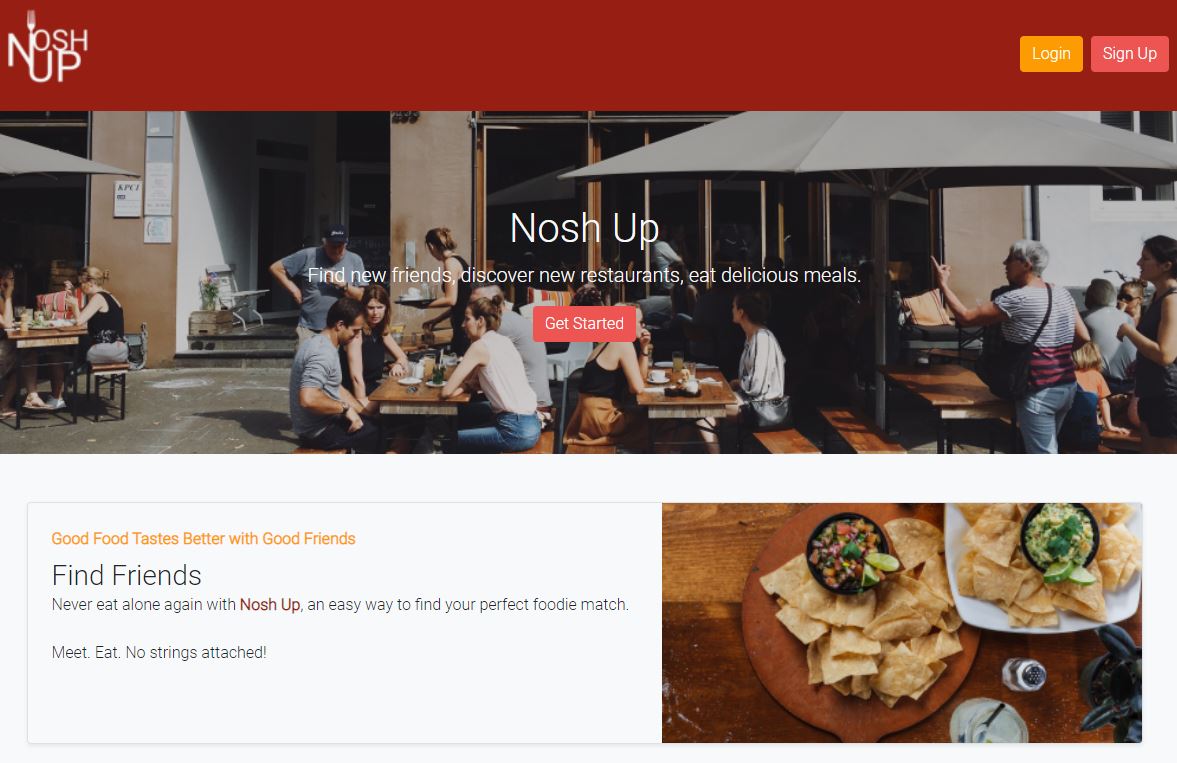 NOSH
UP
Login
Sign Up
KPCI
Nosh Up
Find new friends, discover new restaurants, eat delicious meals.
Get Started
Good Food Tastes Better with Good Friends
Find Friends
Never eat alone again with Nosh Up, an easy way to find your perfect foodie match.
Meet. Eat. No strings attached!